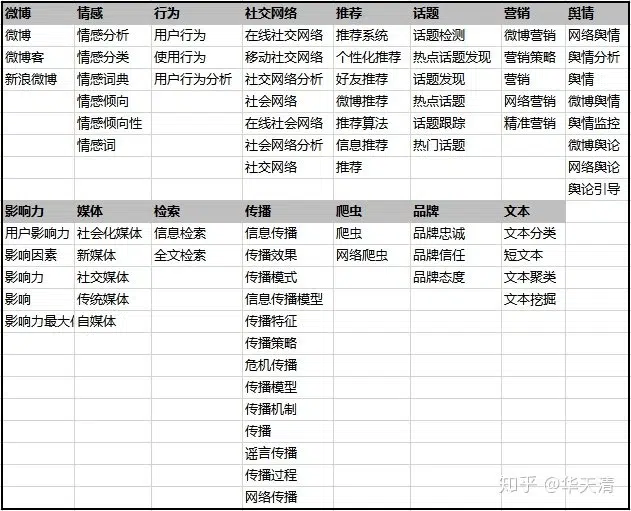 微博 情感 行为 社交网络 推荐 话题 营销 舆情
微博 情感分析 用户行为 在线社交网络 推荐系统 话题检测 微博营销 网络舆情
微博客 情感分类 使用行为 移动社交网络 个性化推荐 热点话题发现 营销策略 舆情分析
新浪微博 情感词典 用户行为分析 社交网络分析 好友推荐 话题发现 营销 舆情
情感倾向 社会网络 微博推荐 热点话题 网络营销 微博舆情
情感倾向性 在线社会网络 推荐算法 话题跟踪 精准营销 舆情监控
情感词 社会网络分析 信息推荐 热门话题 微博舆论
社交网络 推荐 网络舆论
舆论引导
影响力 媒体 检索 传播 爬虫 品牌 文本
用户影响力 社会化媒体 信息检索 信息传播 爬虫 品牌忠诚 文本分类
影响因素 新媒体 全文检索 传播效果 网络爬虫 品牌信任 短文本
影响力 社交媒体 传播模式 品牌态度 文本聚类
影响 传统媒体 信息传播模型 文本挖掘
影响力最大 自媒体 传播特征
传播策略
危机传播
传播模型
传播机制
传播
谣言传播
传播过程
网络传播
知乎 @华天清